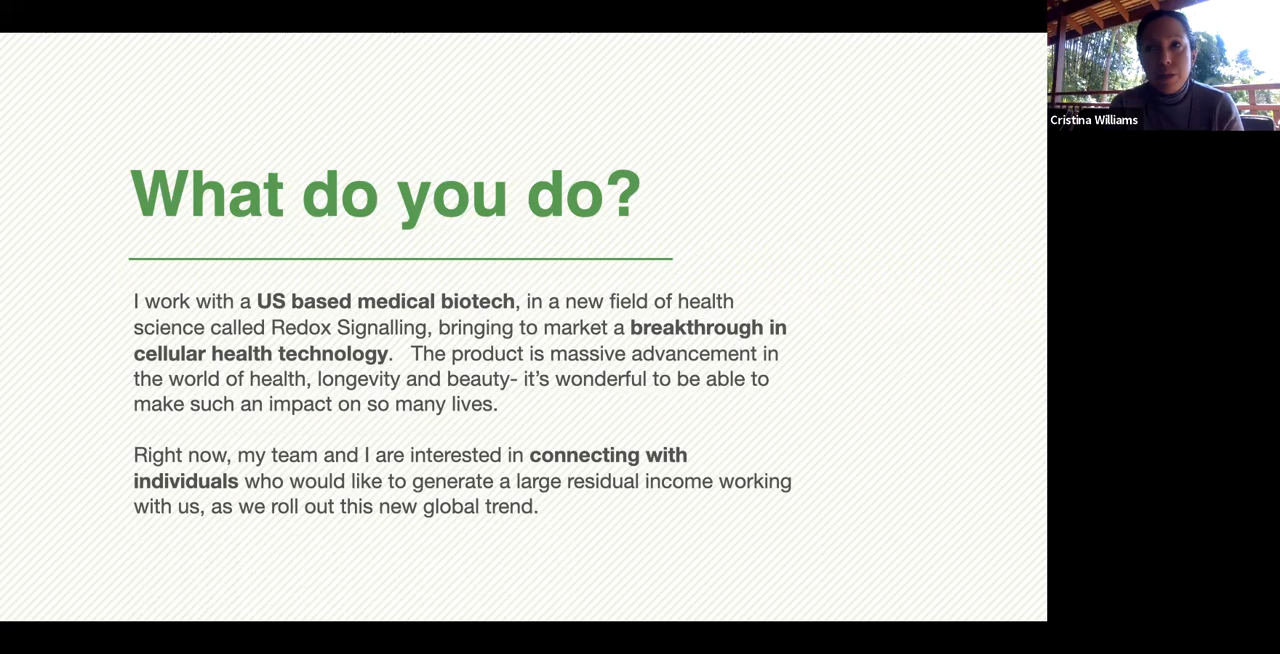 What do you do?
I work with a US based medical biotech, in a new field of health
science called Redox Signalling, bringing to market a breakthrough in
cellular health technology.   The product is massive advancement in
the world of health, longevity and beauty- it's wonderful to be able to
make such an impact on so many lives.
Right now, my team and I are interested in connecting with
individuals who would like to generate a large residual income working
with us, as we roll out this new global trend.
Cristina Williams